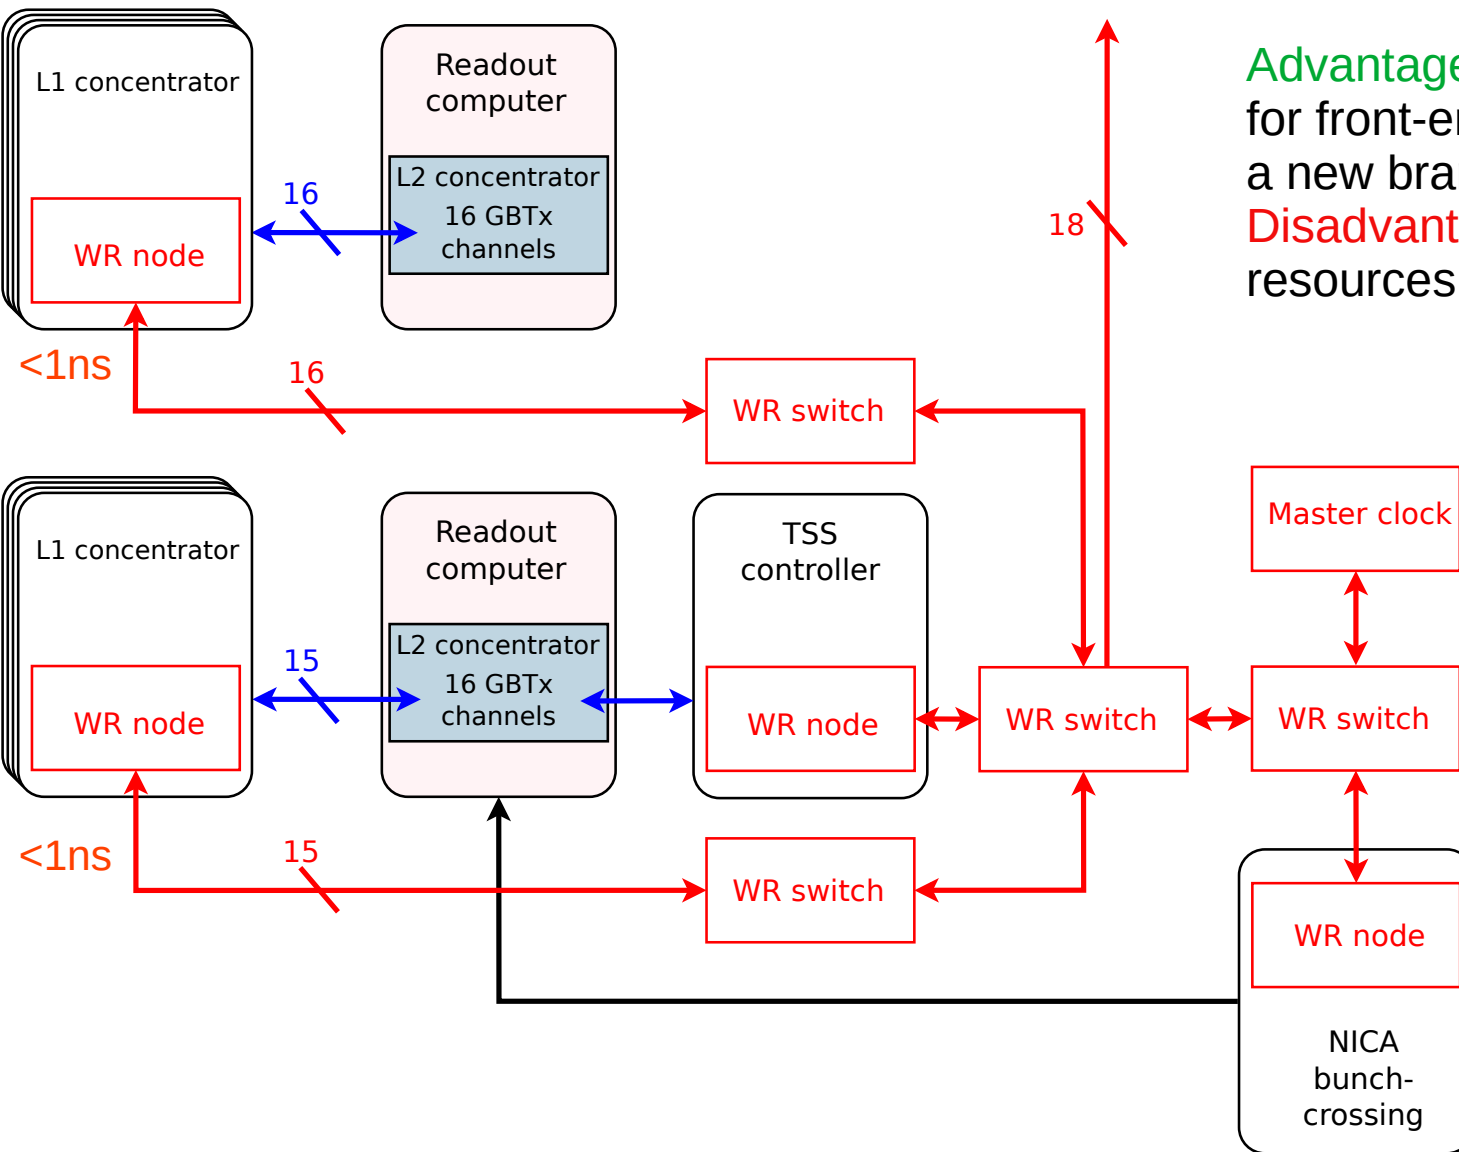 L1 concentrator
WR node
16
Readout
computer
L2 concentrator
16 GBTx
channels
18
Advantage
for front-en
a new bra
Disadvant
resources
<1ns
16
WR switch
L1 concentrator
WR node
15
Readout
computer
L2 concentrator
16 GBTx
channels
TSS
controller
WR node
WR switch
Master clock
WR switch
<1ns
15
WR switch
WR node
NICA
bunch-
crossing